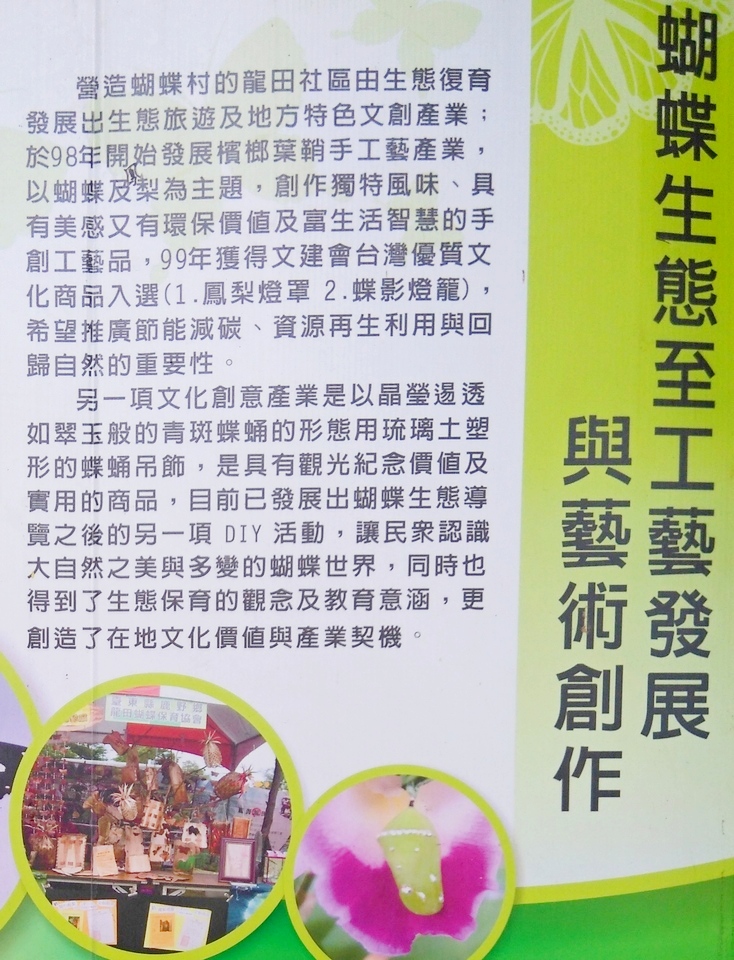 蝴蝶生態至工藝發展
與藝術創作
營造蝴蝶村的龍田社區由生態復育
發展出生態旅遊及地方特色文創產業；
於98年開始發展檳榔葉鞘手工藝產業，
以蝴蝶及梨為主題，創作獨特風味、具
有美感又有環保價值及富生活智慧的手
創工藝品，99年獲得文建會台灣優質文
化商品入選(1.鳳梨燈罩 2.蝶影燈籠)，
希望推廣節能減碳、資源再生利用與回
歸自然的重要性。
另一項文化創意產業是以晶瑩逿透
如翠玉般的青斑蝶蛹的形態用琉璃土塑
形的蝶蛹吊飾，是具有觀光紀念價值及
實用的商品，目前已發展出蝴蝶生態導
覽之後的另一項 DIY 活動，讓民眾認識
大自然之美與多變的蝴蝶世界，同時也
得到了生態保育的觀念及教育意涵，更
創造了在地文化價值與產業契機。
臺東縣鹿野鄉
龍田蝴蝶保育協會